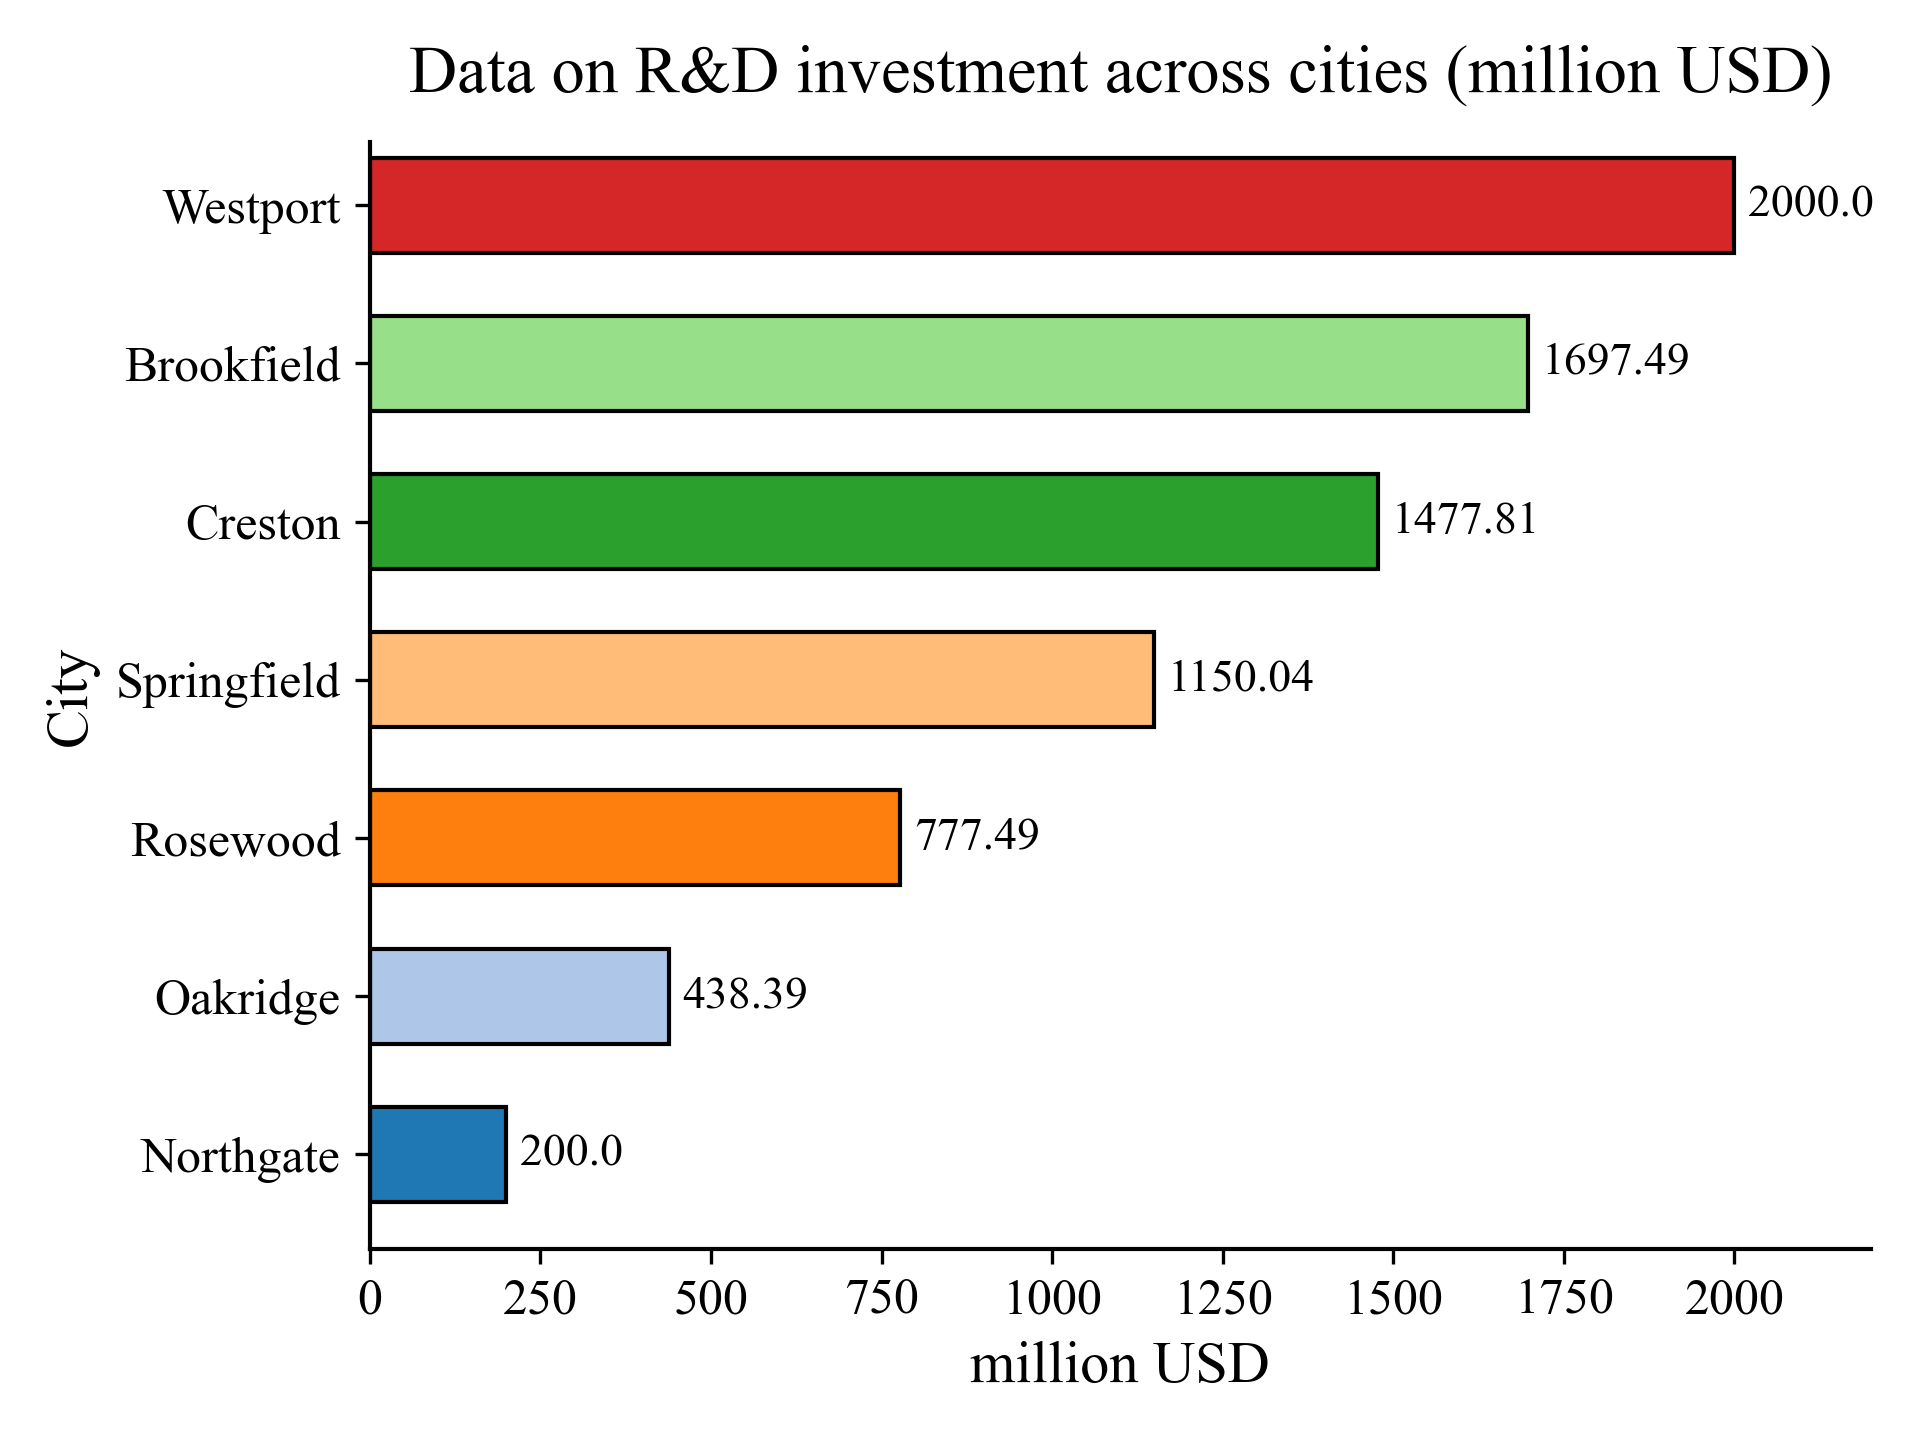 Data on R&D investment across cities (million USD)
Westport
2000.0
Brookfield
1697.49
Creston
1477.81
Springfield
1150.04
Rosewood
777.49
Oakridge
438.39
Northgate
200.0
City
0 250 500 750 1000 1250 1500 1750 2000
million USD